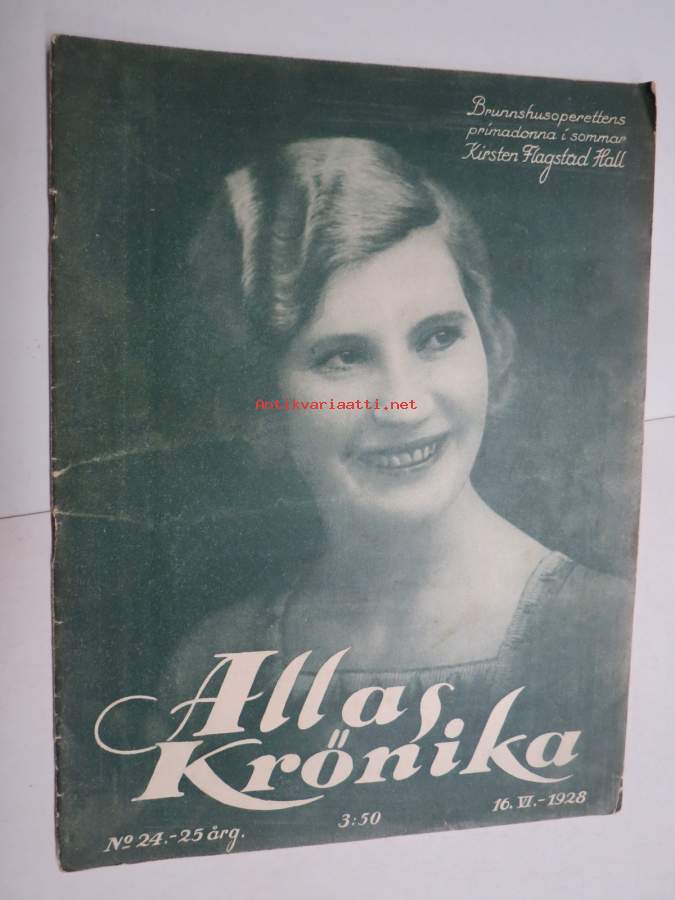 Brunnshusoperettens
primadonna i sommar
Kirsten Flagstad Hall
Antikvariaatti.net
Allas
Krönika
Nº 24.-25 årg.
3:50
16. VI.-1928